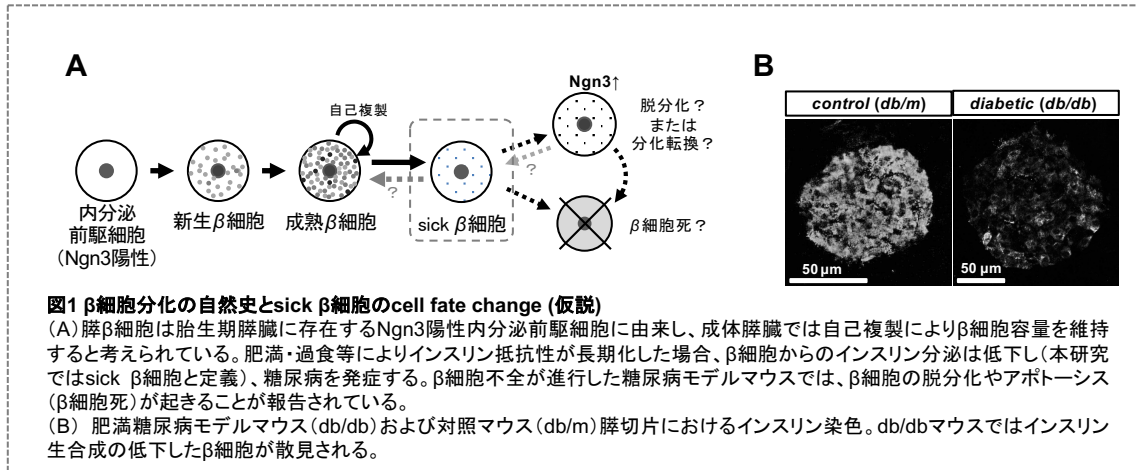 A
B
Ngn3↑
自己複製
脱分化？
または
分化転換？
?
?
内分泌
前駆細胞
(Ngn3陽性)
新生β細胞
成熟β細胞
sick β細胞
β細胞死？
control (db/m)
diabetic (db/db)
50 μm
50 μm
図1 β細胞分化の自然史とsick β細胞のcell fate change (仮説)
(A)膵β細胞は胎生期膵臓に存在するNgn3陽性内分泌前駆細胞に由来し、成体膵臓では自己複製によりβ細胞容量を維持
すると考えられている。肥満・過食等によりインスリン抵抗性が長期化した場合、β細胞からのインスリン分泌は低下し(本研究
ではsick β細胞と定義)、糖尿病を発症する。β細胞不全が進行した糖尿病モデルマウスでは、β細胞の脱分化やアポトーシス
(β細胞死)が起きることが報告されている。
(B) 肥満糖尿病モデルマウス(db/db)および対照マウス(db/m)膵切片におけるインスリン染色。db/dbマウスではインスリン
生合成の低下したβ細胞が散見される。